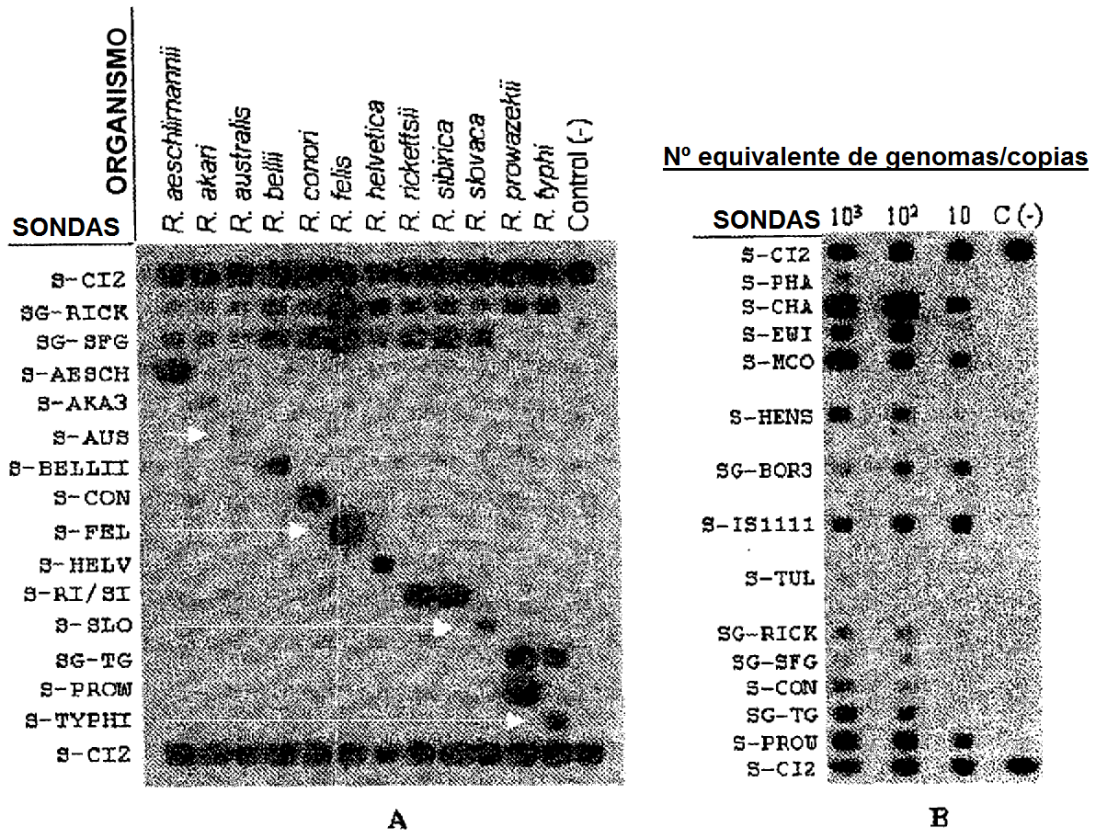 ORGANISMO
R. aeschlimannii
R. akari
R. australis
R. bellii
R. conori
R. felis
R. helvetica
R. rickettsii
R. sibirica
R. slovaca
R. prowazekii
R. typhi
Control (-)
SONDAS
S-CI2
SG-RICK
SG-SFG
S-AESCH
S-AKA3
S-AUS
S-BELLII
S-CON
S-FEL
S-HELV
S-RI/SI
S-SLO
SG-TG
S-PROW
S-TYPHI
S-CI2
A
Nº equivalente de genomas/copias
SONDAS 10³ 10² 10 C (-)
S-CI2
S-PHA
S-CHA
S-EWI
S-MCO
S-HENS
SG-BOR3
S-IS1111
S-TUL
SG-RICK
SG-SFG
S-CON
SG-TG
S-PROW
S-CI2
B